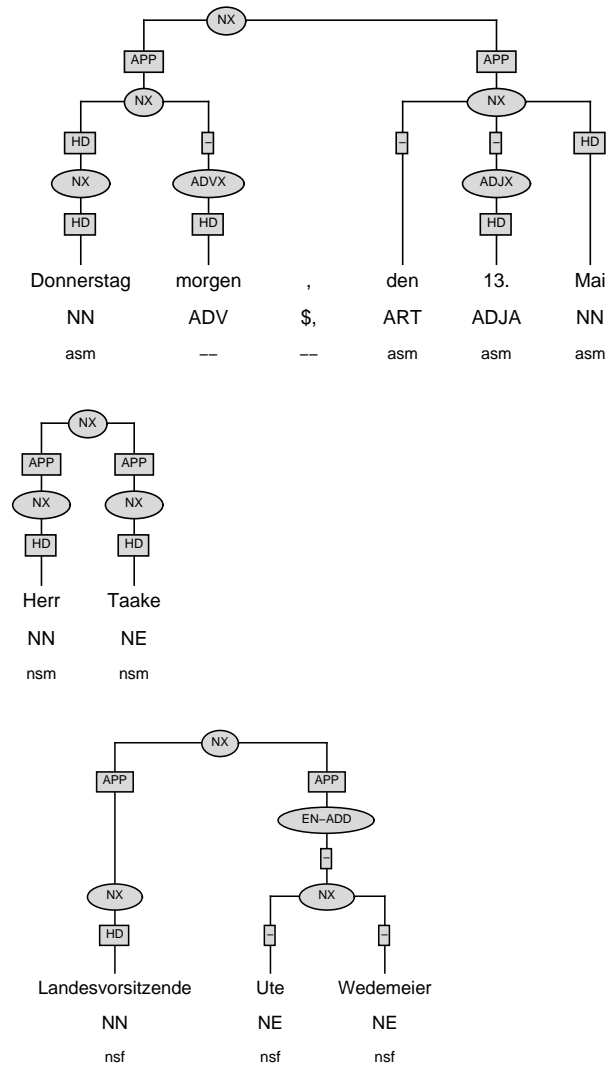 NX
APP APP
NX NX
HD – – – HD
NX ADVX ADJX
HD HD HD
Donnerstag morgen , den 13. Mai
NN ADV $, ART ADJA NN
asm –– –– asm asm asm
NX
APP APP
NX NX
HD HD
Herr Taake
NN NE
nsm nsm
NX
APP APP
EN–ADD
–
NX NX
HD – –
Landesvorsitzende Ute Wedemeier
NN NE NE
nsf nsf nsf